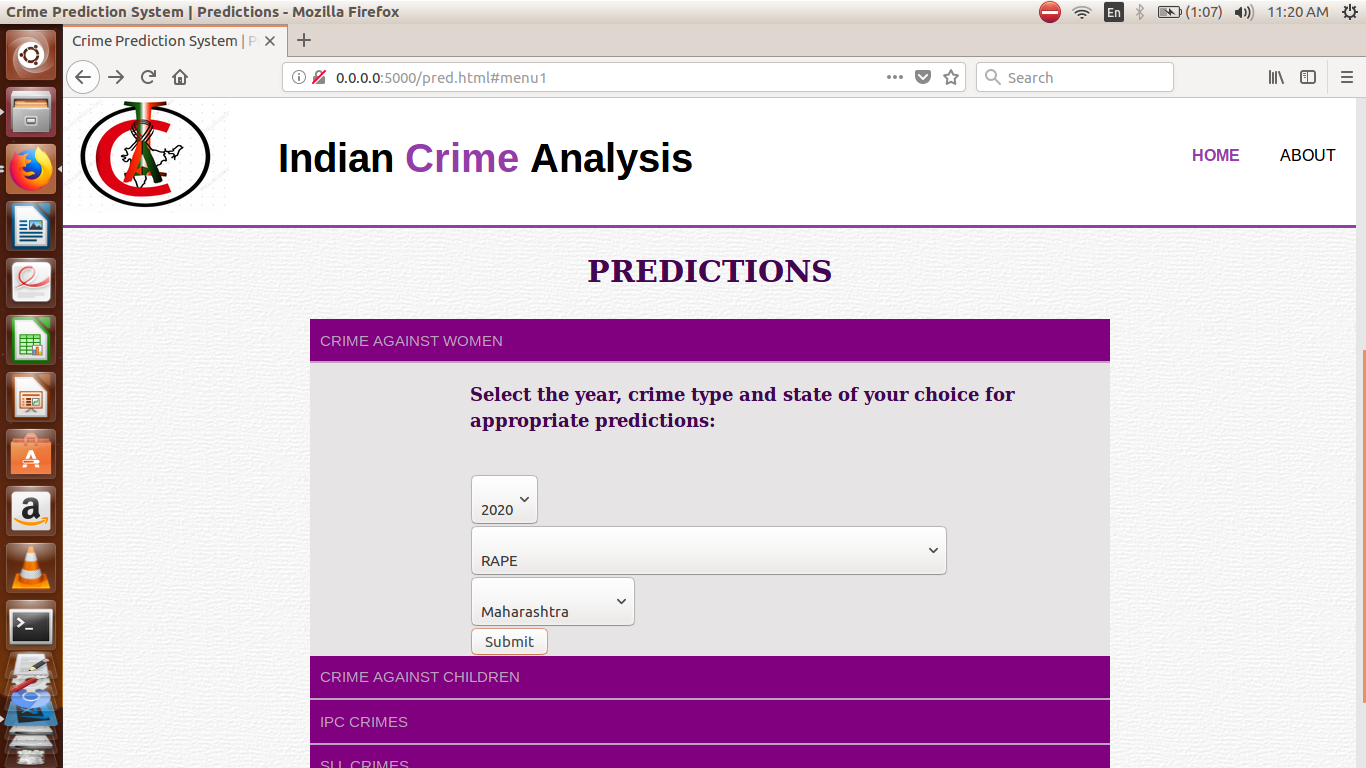 Crime Prediction System | Predictions - Mozilla Firefox
En
(1:07)
11:20 AM
Crime Prediction System | P
0.0.0.0:5000/pred.html#menu1
Search
Indian Crime Analysis
HOME
ABOUT
PREDICTIONS
CRIME AGAINST WOMEN
Select the year, crime type and state of your choice for
appropriate predictions:
2020
RAPE
Maharashtra
Submit
CRIME AGAINST CHILDREN
IPC CRIMES
SLL CRIMES